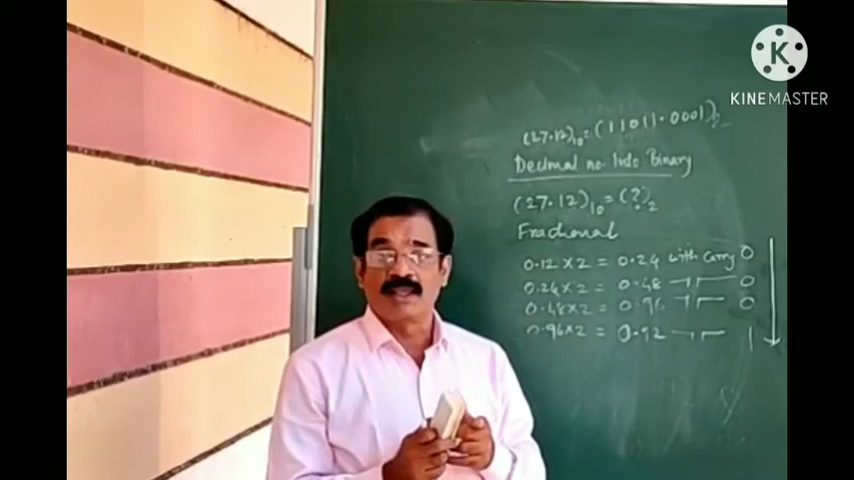 KINEMASTER
(27.12)₁₀ = (11011.0001)₂
Decimal no. Into Binary
(27.12)₁₀ = (?)₂
Fractional
0.12 x 2 = 0.24 with carry 0
0.24 x 2 = 0.48 —"— 0
0.48 x 2 = 0.96 —"— 0
0.96 x 2 = 0.92 —"— 1